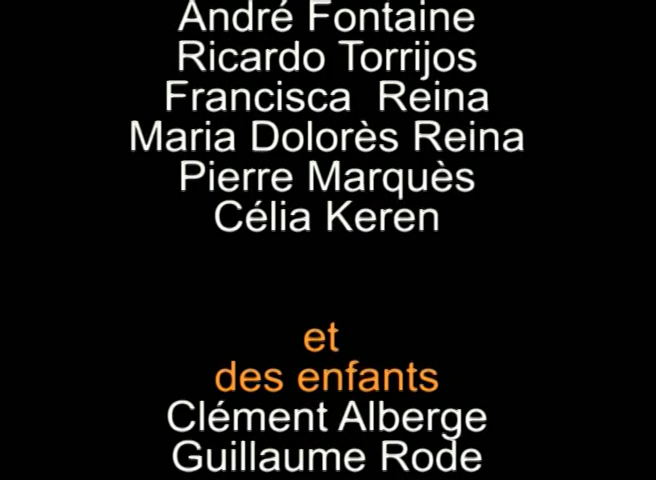 André Fontaine
Ricardo Torrijos
Francisca Reina
Maria Dolorès Reina
Pierre Marquès
Célia Keren
et
des enfants
Clément Alberge
Guillaume Rode